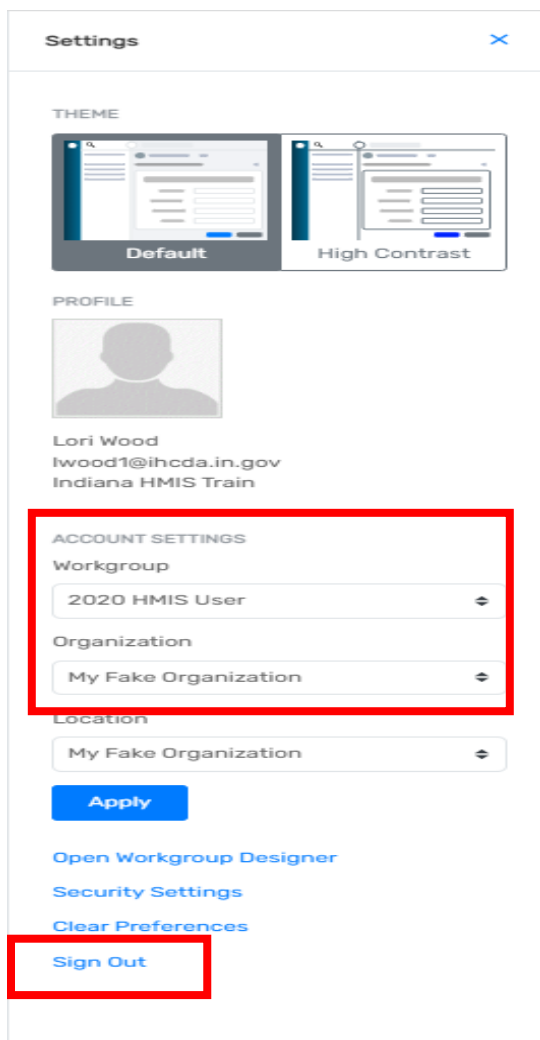 Settings
THEME
Default High Contrast
PROFILE
Lori Wood
lwood1@ihcda.in.gov
Indiana HMIS Train
ACCOUNT SETTINGS
Workgroup
2020 HMIS User
Organization
My Fake Organization
Location
My Fake Organization
Apply
Open Workgroup Designer
Security Settings
Clear Preferences
Sign Out